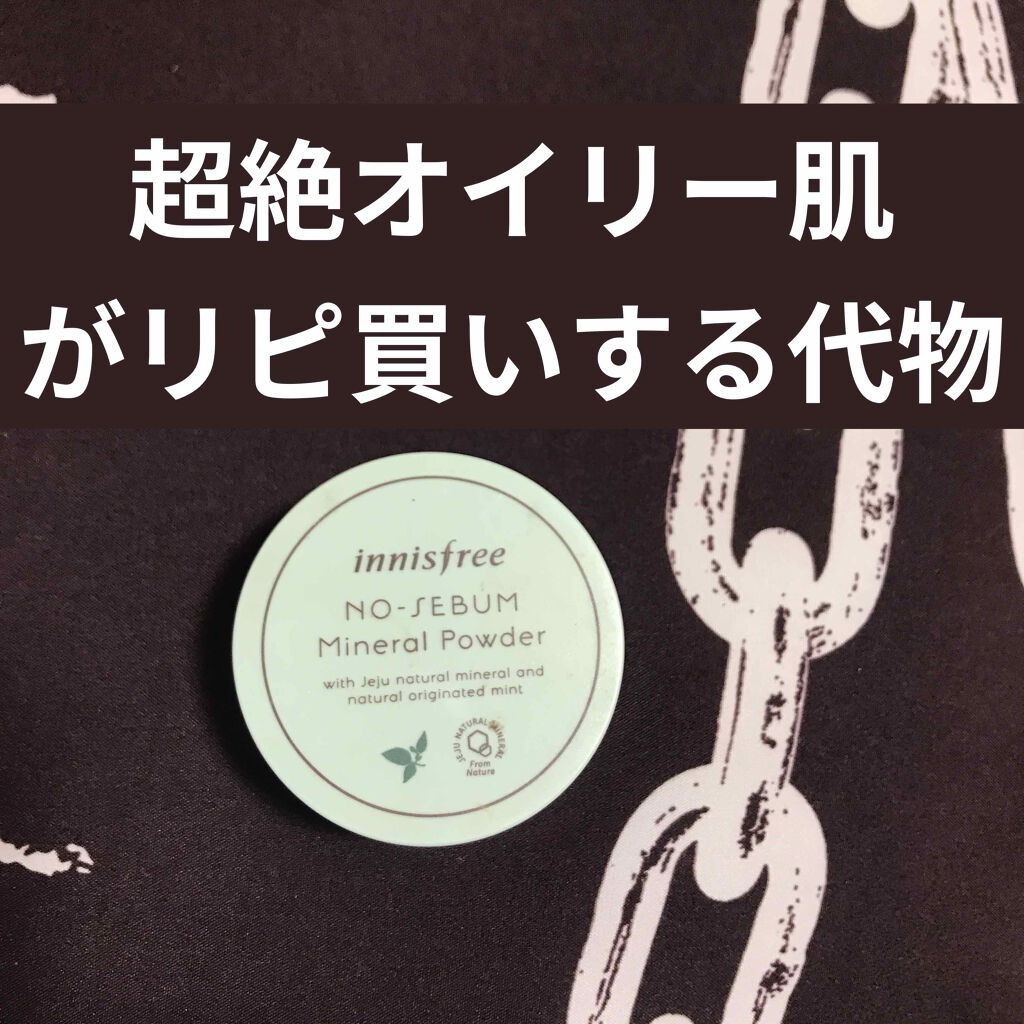 超絶オイリー肌
がリピ買いする代物
innisfree
NO-SEBUM
Mineral Powder
with Jeju natural mineral and
natural originated mint
JEJU NATURAL MINERAL
From
Nature